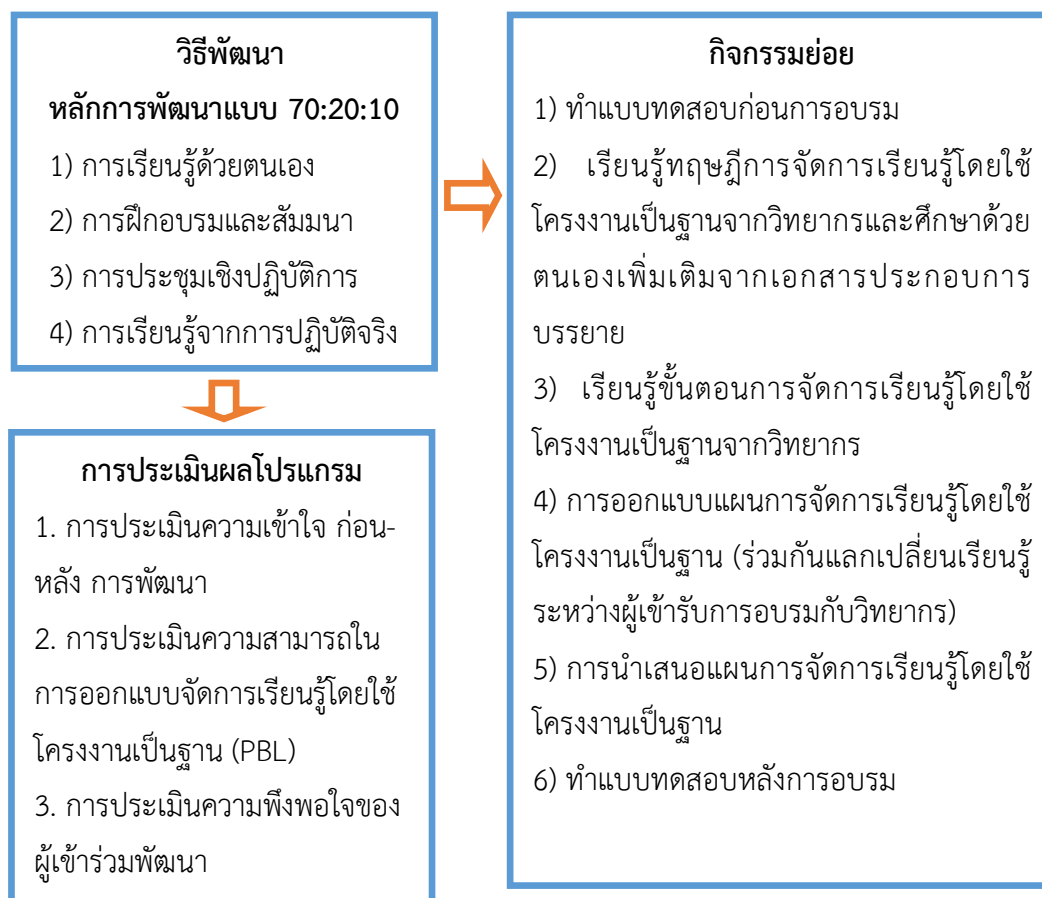 วิธีพัฒนา
หลักการพัฒนาแบบ 70:20:10
1) การเรียนรู้ด้วยตนเอง
2) การฝึกอบรมและสัมมนา
3) การประชุมเชิงปฏิบัติการ
4) การเรียนรู้จากการปฏิบัติจริง
กิจกรรมย่อย
1) ทำแบบทดสอบก่อนการอบรม
2) เรียนรู้ทฤษฎีการจัดการเรียนรู้โดยใช้
โครงงานเป็นฐานจากวิทยากรและศึกษาด้วย
ตนเองเพิ่มเติมจากเอกสารประกอบการ
บรรยาย
3) เรียนรู้ขั้นตอนการจัดการเรียนรู้โดยใช้
โครงงานเป็นฐานจากวิทยากร
4) การออกแบบแผนการจัดการเรียนรู้โดยใช้
โครงงานเป็นฐาน (ร่วมกันแลกเปลี่ยนเรียนรู้
ระหว่างผู้เข้ารับการอบรมกับวิทยากร)
5) การนำเสนอแผนการจัดการเรียนรู้โดยใช้
โครงงานเป็นฐาน
6) ทำแบบทดสอบหลังการอบรม
การประเมินผลโปรแกรม
1. การประเมินความเข้าใจ ก่อน-
หลัง การพัฒนา
2. การประเมินความสามารถใน
การออกแบบจัดการเรียนรู้โดยใช้
โครงงานเป็นฐาน (PBL)
3. การประเมินความพึงพอใจของ
ผู้เข้าร่วมพัฒนา